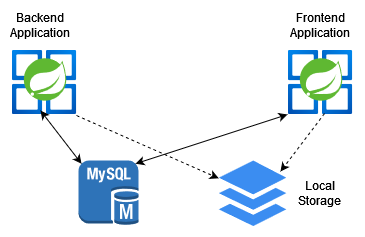 Backend
Application
Frontend
Application
MySQL
M
Local
Storage